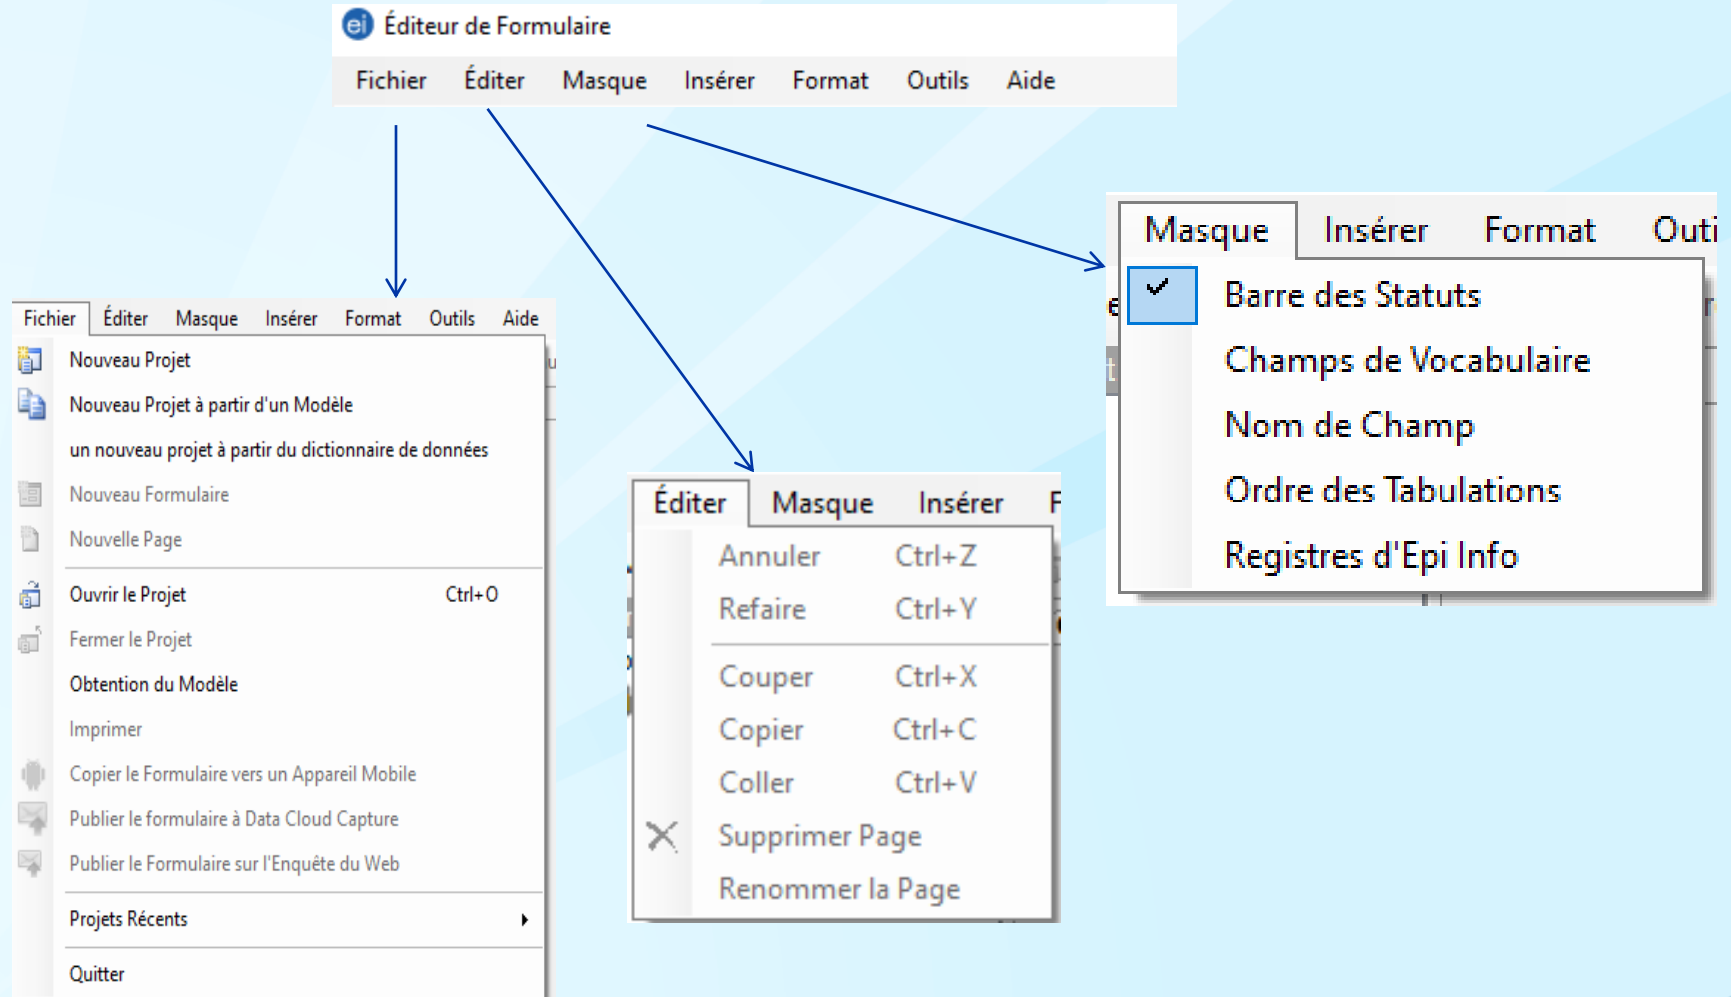 ei Éditeur de Formulaire
Fichier Éditer Masque Insérer Format Outils Aide
Fichier Éditer Masque Insérer Format Outils Aide
Nouveau Projet
Nouveau Projet à partir d'un Modèle
un nouveau projet à partir du dictionnaire de données
Nouveau Formulaire
Nouvelle Page
Ouvrir le Projet Ctrl+O
Fermer le Projet
Obtention du Modèle
Imprimer
Copier le Formulaire vers un Appareil Mobile
Publier le formulaire à Data Cloud Capture
Publier le Formulaire sur l'Enquête du Web
Projets Récents
Quitter
Éditer Masque Insérer F
Annuler Ctrl+Z
Refaire Ctrl+Y
Couper Ctrl+X
Copier Ctrl+C
Coller Ctrl+V
Supprimer Page
Renommer la Page
Masque Insérer Format Outi
Barre des Statuts
Champs de Vocabulaire
Nom de Champ
Ordre des Tabulations
Registres d'Epi Info